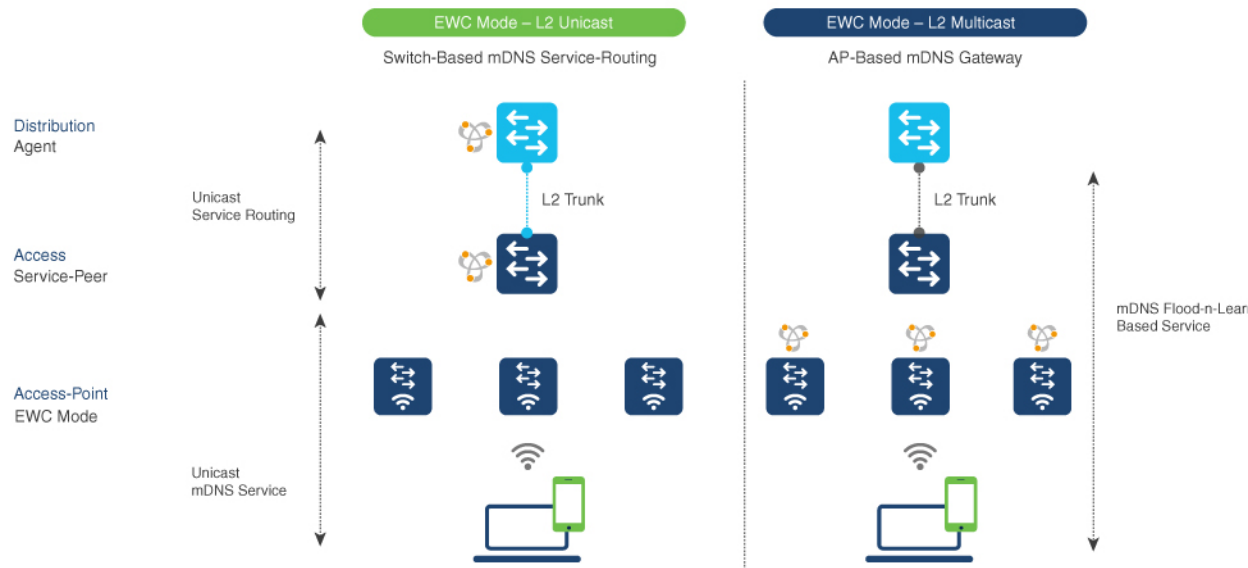 EWC Mode – L2 Unicast
EWC Mode – L2 Multicast
Switch-Based mDNS Service-Routing
AP-Based mDNS Gateway
Distribution
Agent
Unicast
Service Routing
L2 Trunk
L2 Trunk
Access
Service-Peer
mDNS Flood-n-Learn
Based Service
Access-Point
EWC Mode
Unicast
mDNS Service